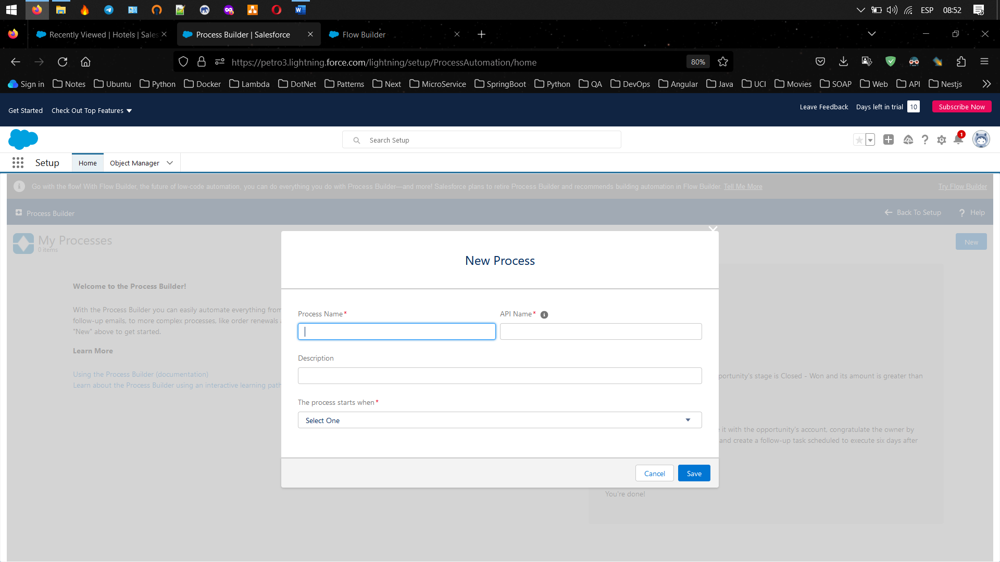 ESP 08:52
Recently Viewed | Hotels | Sales
Process Builder | Salesforce
Flow Builder
https://petro3.lightning.force.com/lightning/setup/ProcessAutomation/home 80%
Sign in Notes Ubuntu Python Docker Lambda DotNet Patterns Next MicroService SpringBoot Python QA DevOps Angular Java UCI Movies SOAP Web API Nestjs
Get Started Check Out Top Features Leave Feedback Days left in trial 10 Subscribe Now
Search Setup 1
Setup Home Object Manager
Go with the flow! With Flow Builder, the future of low-code automation, you can do everything you do with Process Builder—and more! Salesforce plans to retire Process Builder and recommends building automation in Flow Builder. Tell Me More Try Flow Builder
Process Builder Back To Setup Help
My Processes
0 items
New
Welcome to the Process Builder!
With the Process Builder you can easily automate everything from
follow-up emails, to more complex processes, like order renewals
"New" above to get started.
Learn More
Using the Process Builder (documentation)
Learn about the Process Builder using an interactive learning path
New Process
Process Name*
API Name*
Description
The process starts when*
Select One
Cancel Save
portunity's stage is Closed - Won and its amount is greater than
it with the opportunity's account, congratulate the owner by
and create a follow-up task scheduled to execute six days after
You're done!